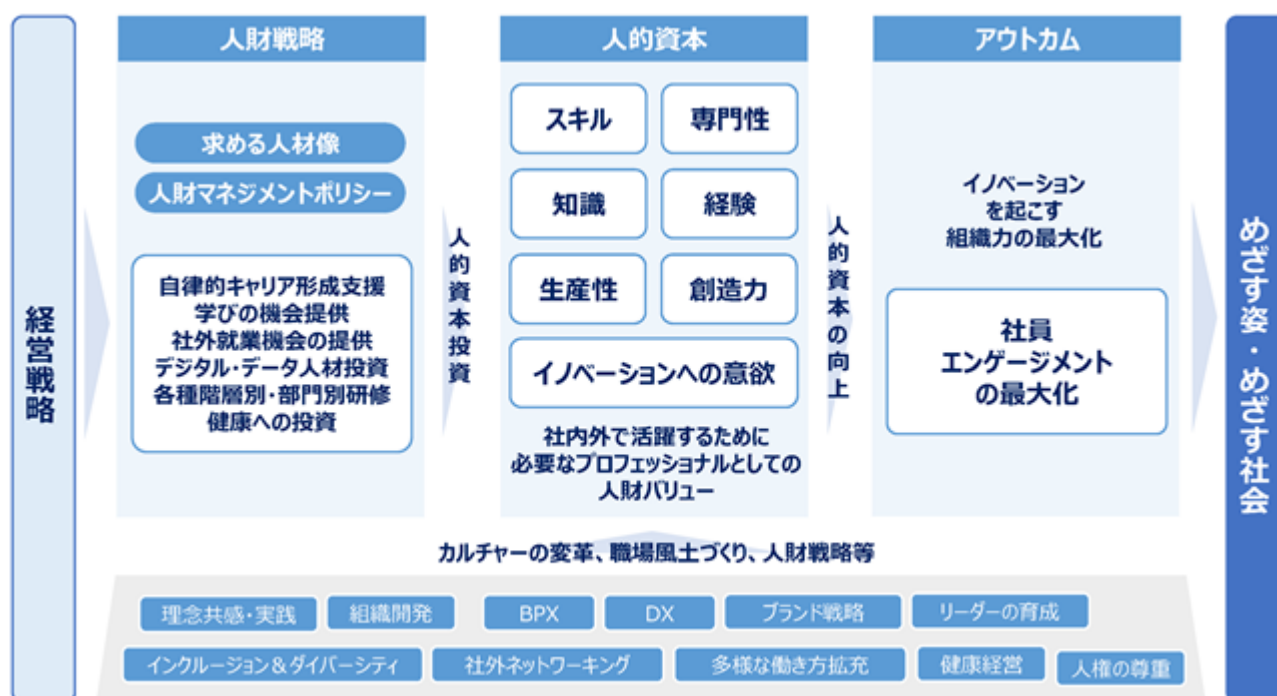 経営戦略
人財戦略
求める人材像
人財マネジメントポリシー
自律的キャリア形成支援
学びの機会提供
社外就業機会の提供
デジタル・データ人材投資
各種階層別・部門別研修
健康への投資
人的資本投資
人的資本
スキル
専門性
知識
経験
生産性
創造力
イノベーションへの意欲
社内外で活躍するために
必要なプロフェッショナルとしての
人財バリュー
人的資本の向上
アウトカム
イノベーション
を起こす
組織力の最大化
社員
エンゲージメント
の最大化
めざす姿・めざす社会
カルチャーの変革、職場風土づくり、人財戦略等
理念共感・実践
組織開発
BPX
DX
ブランド戦略
リーダーの育成
インクルージョン＆ダイバーシティ
社外ネットワーキング
多様な働き方拡充
健康経営
人権の尊重